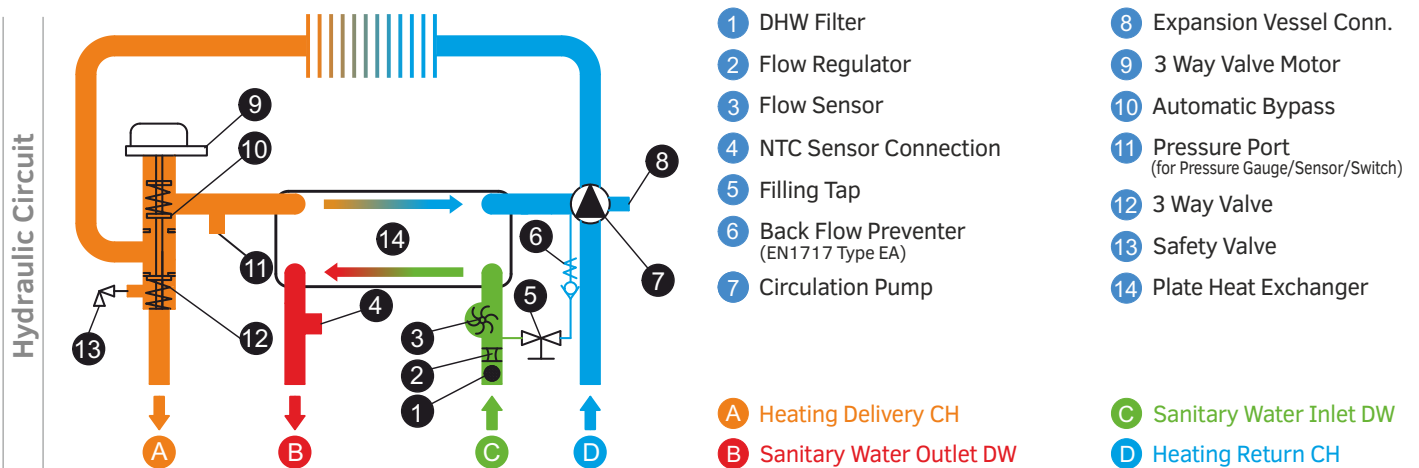 Hydraulic Circuit
9
10
8
6
14
11
7
5
4
12
3
13
2
1
A
B
C
D
1 DHW Filter
2 Flow Regulator
3 Flow Sensor
4 NTC Sensor Connection
5 Filling Tap
6 Back Flow Preventer
(EN1717 Type EA)
7 Circulation Pump
8 Expansion Vessel Conn.
9 3 Way Valve Motor
10 Automatic Bypass
11 Pressure Port
(for Pressure Gauge/Sensor/Switch)
12 3 Way Valve
13 Safety Valve
14 Plate Heat Exchanger
A Heating Delivery CH
B Sanitary Water Outlet DW
C Sanitary Water Inlet DW
D Heating Return CH